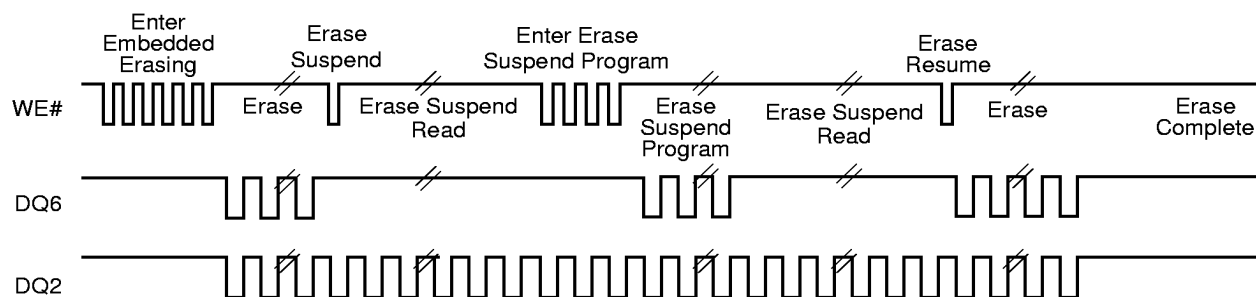 Enter
Embedded
Erasing
Erase
Suspend
Enter Erase
Suspend Program
Erase
Resume
WE#
Erase
Erase Suspend
Read
Erase
Suspend
Program
Erase Suspend
Read
Erase
Erase
Complete
DQ6
DQ2